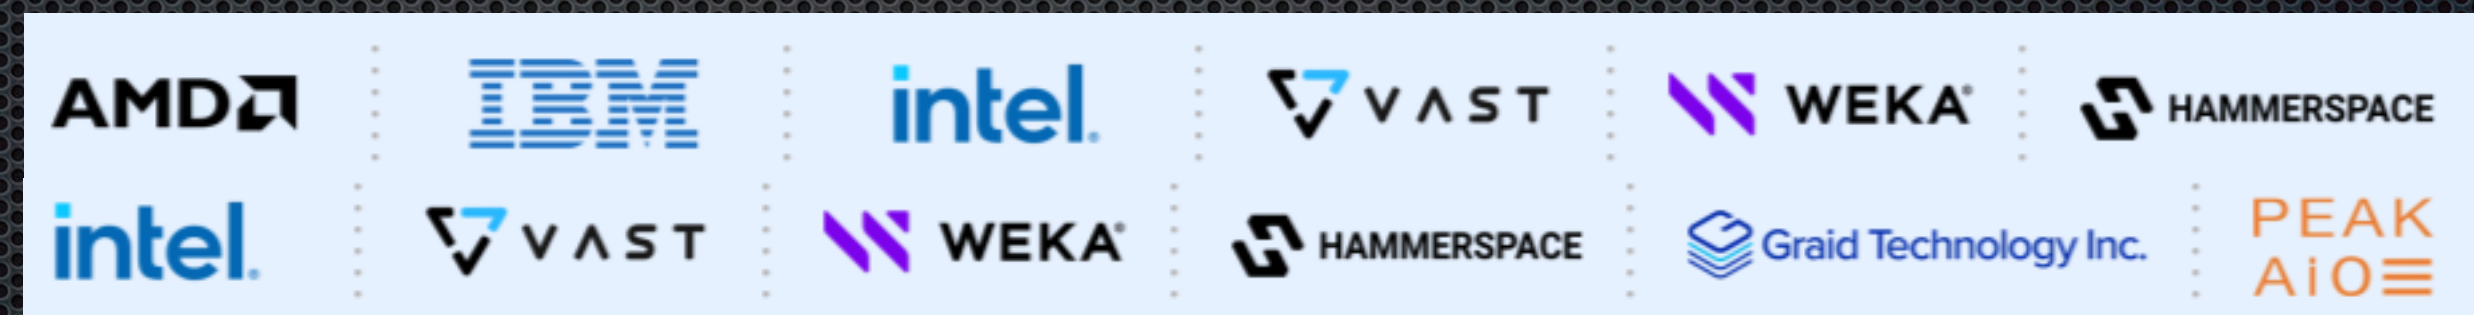 AMD IBM intel® VAST WEKA® HAMMERSPACE
intel® VAST WEKA® HAMMERSPACE Graid Technology Inc. PEAK
AiO